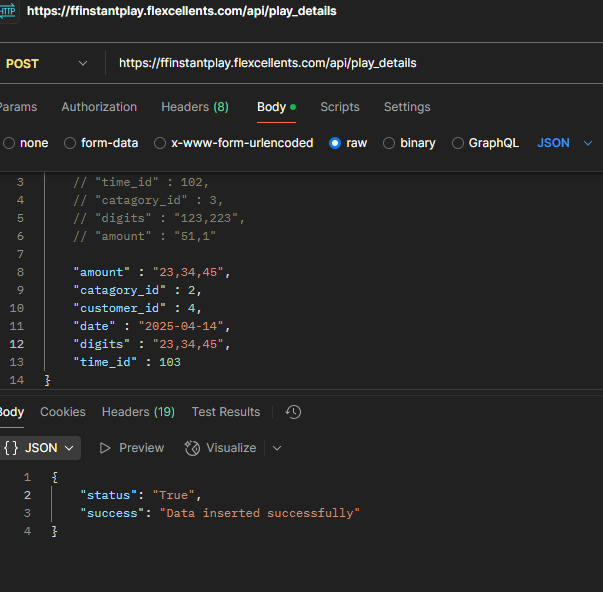 HTTP https://ffinstantplay.flexcellents.com/api/play_details
POST https://ffinstantplay.flexcellents.com/api/play_details
Params Authorization Headers (8) Body Scripts Settings
none form-data x-www-form-urlencoded raw binary GraphQL JSON
3 // "time_id" : 102,
4 // "catagory_id" : 3,
5 // "digits" : "123,223",
6 // "amount" : "51,1"
7
8 "amount" : "23,34,45",
9 "catagory_id" : 2,
10 "customer_id" : 4,
11 "date" : "2025-04-14",
12 "digits" : "23,34,45",
13 "time_id" : 103
14 }
Body Cookies Headers (19) Test Results
{} JSON Preview Visualize
1 {
2 "status": "True",
3 "success": "Data inserted successfully"
4 }